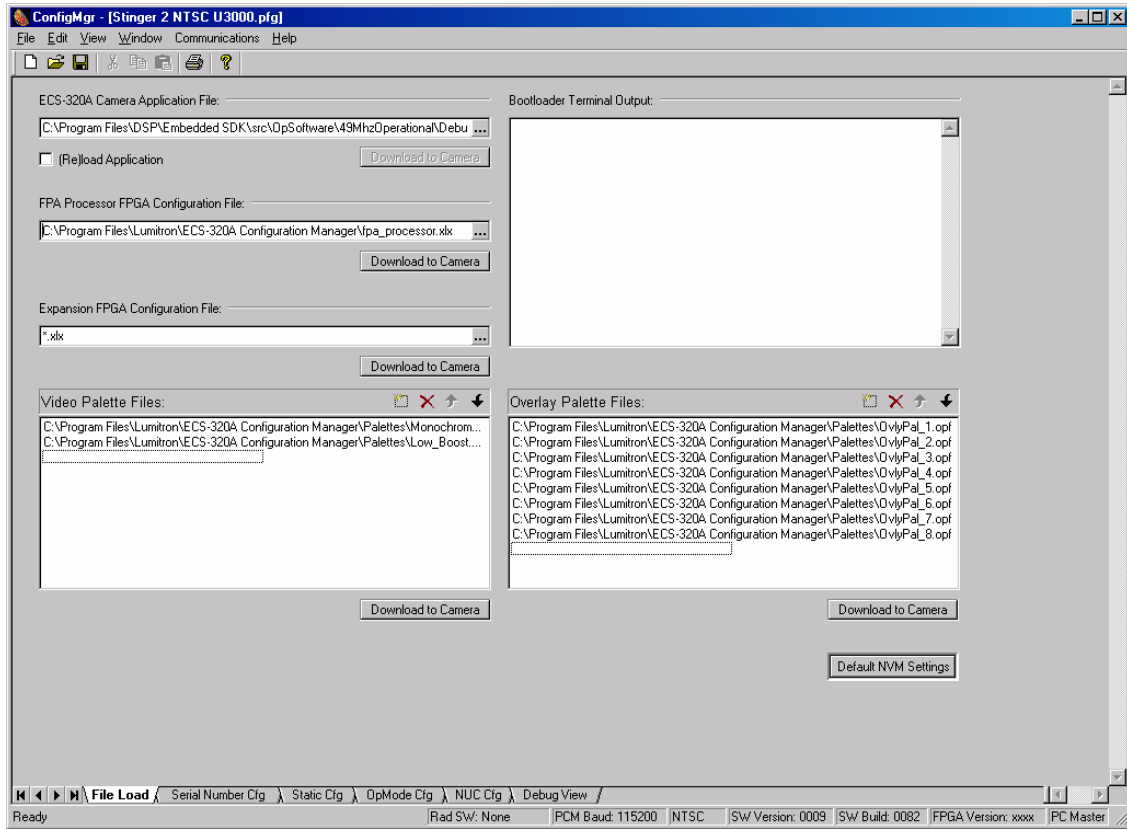 ConfigMgr - [Stinger 2 NTSC U3000.pfg]
File Edit View Window Communications Help
ECS-320A Camera Application File:
C:\Program Files\DSP\Embedded SDK\src\OpSoftware\49MhzOperational\Debu ...
(Re)load Application
Download to Camera
FPA Processor FPGA Configuration File:
C:\Program Files\Lumitron\ECS-320A Configuration Manager\fpa_processor.xlx ...
Download to Camera
Expansion FPGA Configuration File:
*.xlx ...
Download to Camera
Bootloader Terminal Output:
Video Palette Files:
C:\Program Files\Lumitron\ECS-320A Configuration Manager\Palettes\Monochrom...
C:\Program Files\Lumitron\ECS-320A Configuration Manager\Palettes\Low_Boost....
Download to Camera
Overlay Palette Files:
C:\Program Files\Lumitron\ECS-320A Configuration Manager\Palettes\OvlyPal_1.opf
C:\Program Files\Lumitron\ECS-320A Configuration Manager\Palettes\OvlyPal_2.opf
C:\Program Files\Lumitron\ECS-320A Configuration Manager\Palettes\OvlyPal_3.opf
C:\Program Files\Lumitron\ECS-320A Configuration Manager\Palettes\OvlyPal_4.opf
C:\Program Files\Lumitron\ECS-320A Configuration Manager\Palettes\OvlyPal_5.opf
C:\Program Files\Lumitron\ECS-320A Configuration Manager\Palettes\OvlyPal_6.opf
C:\Program Files\Lumitron\ECS-320A Configuration Manager\Palettes\OvlyPal_7.opf
C:\Program Files\Lumitron\ECS-320A Configuration Manager\Palettes\OvlyPal_8.opf
Download to Camera
Default NVM Settings
File Load Serial Number Cfg Static Cfg OpMode Cfg NUC Cfg Debug View
Ready Rad SW: None PCM Baud: 115200 NTSC SW Version: 0009 SW Build: 0082 FPGA Version: xxxx PC Master